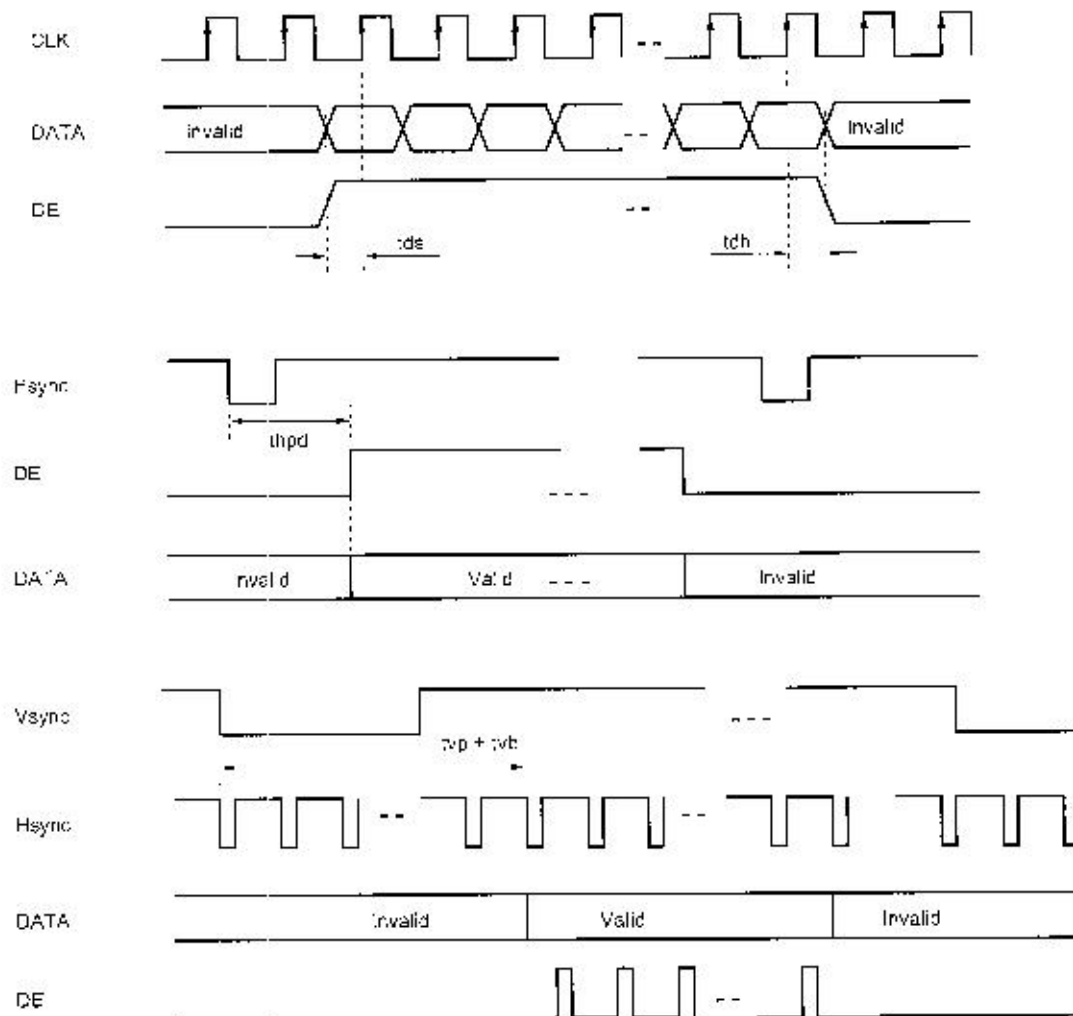 CLK
DATA
invalid
Invalid
DE
tds
tdh
Hsync
thpd
DE
DATA
Invalid
Valid
Invalid
Vsync
tvp + tvb
Hsync
DATA
Invalid
Valid
Invalid
DE